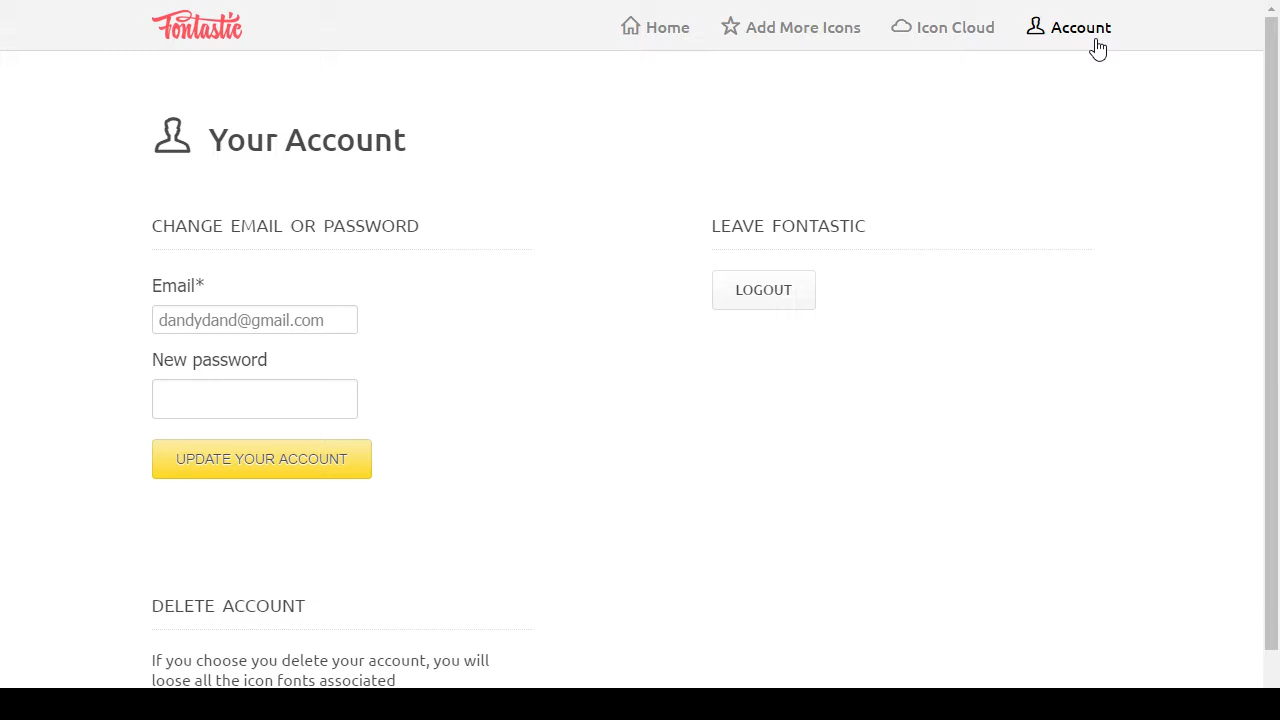 Fontastic
Home
Add More Icons
Icon Cloud
Account
Your Account
CHANGE EMAIL OR PASSWORD
Email*
dandydand@gmail.com
New password
UPDATE YOUR ACCOUNT
LEAVE FONTASTIC
LOGOUT
DELETE ACCOUNT
If you choose you delete your account, you will
loose all the icon fonts associated